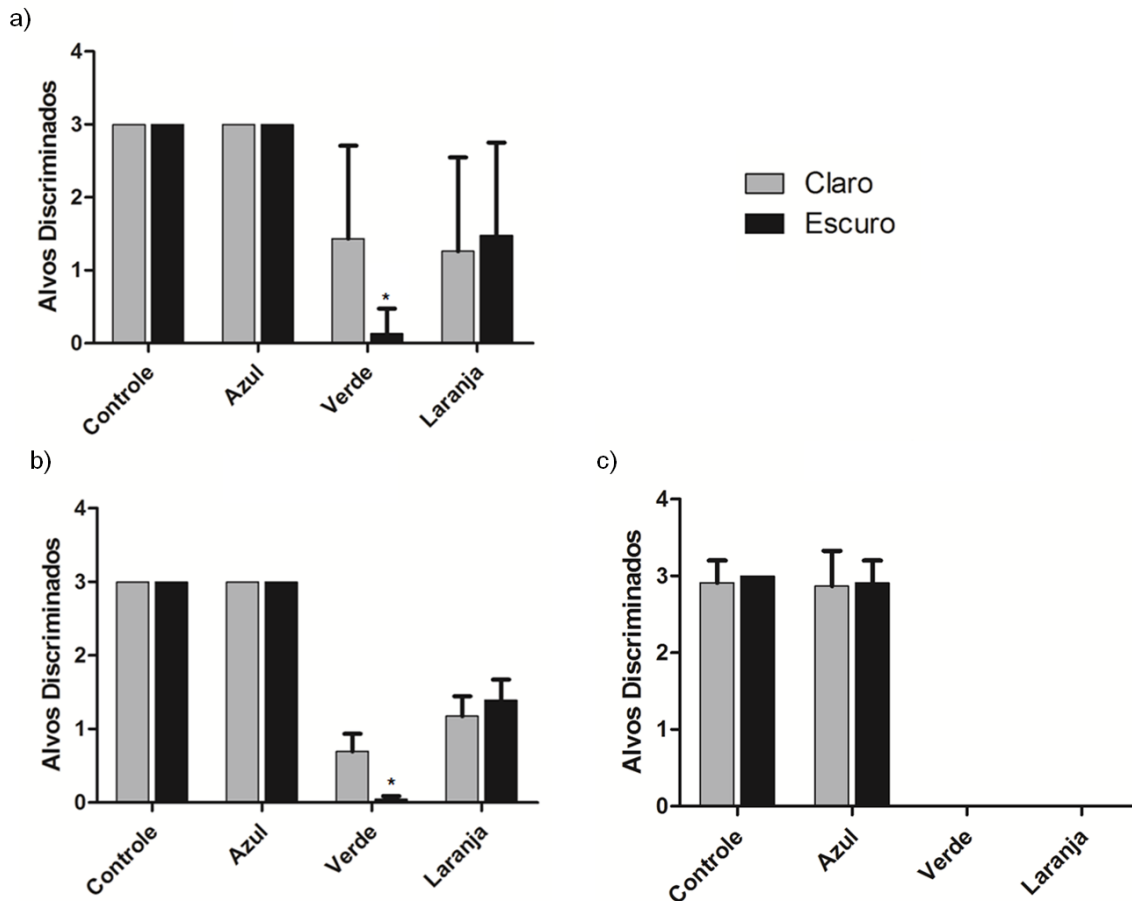 a)
4
3
2
1
0
Alvos Discriminados
*
Controle
Azul
Verde
Laranja
Claro
Escuro
b)
4
3
2
1
0
Alvos Discriminados
*
Controle
Azul
Verde
Laranja
c)
4
3
2
1
0
Alvos Discriminados
Controle
Azul
Verde
Laranja